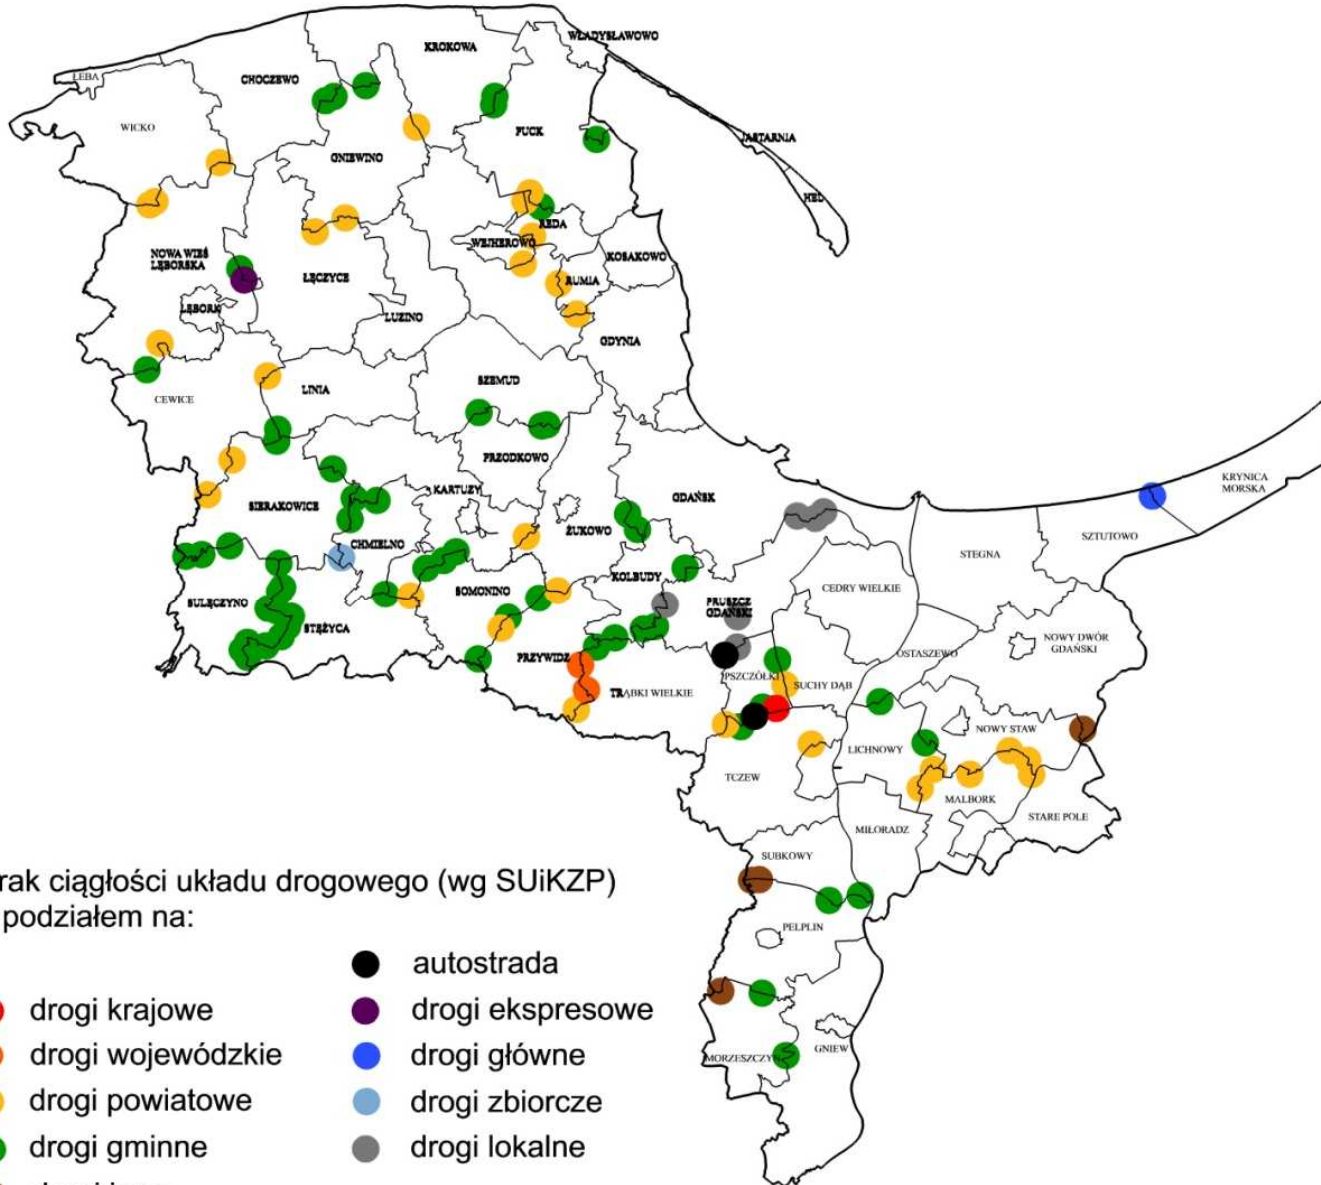 WŁADYSŁAWOWO
KROKOWA
ŁEBA
CHOCZEWO
WICKO
PUCK
JASTARNIA
GNIEWINO
HEL
REDA
WEJHEROWO
NOWA WIEŚ
LĘBORSKA
KOSAKOWO
ŁĘCZYCE
RUMIA
LĘBORK
LUZINO
GDYNIA
SZEMUD
LINIA
CEWICE
PRZODKOWO
KARTUZY
KRYNICA
MORSKA
GDAŃSK
SIERAKOWICE
ŻUKOWO
SZTUTOWO
CHMIELNO
STEGNA
KOLBUDY
CEDRY WIELKIE
SOMONINO
SULĘCZYNO
PRUSZCZ
GDAŃSKI
STĘŻYCA
NOWY DWÓR
GDAŃSKI
OSTASZEWO
PRZYWIDZ
PSZCZÓŁKI
SUCHY DĄB
TRĄBKI WIELKIE
NOWY STAW
LICHNOWY
TCZEW
MALBORK
STARE POLE
MIŁORADZ
SUBKOWY
PELPLIN
GNIEW
MORZESZCZYN
rak ciągłości układu drogowego (wg SUiKZP)
podziałem na:
autostrada
drogi krajowe
drogi ekspresowe
drogi wojewódzkie
drogi główne
drogi powiatowe
drogi zbiorcze
drogi gminne
drogi lokalne